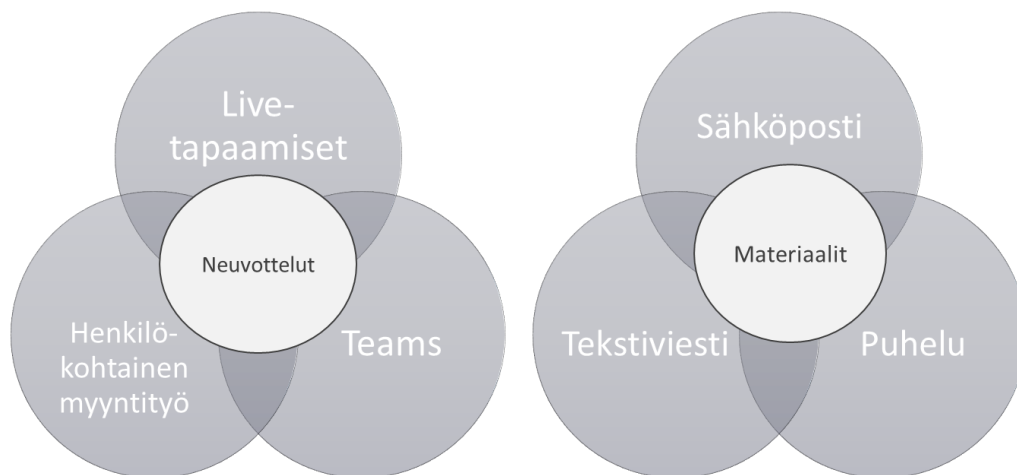 Live-
tapaamiset
Neuvottelut
Henkilö-
kohtainen
myyntityö
Teams
Sähköposti
Materiaalit
Tekstiviesti
Puhelu